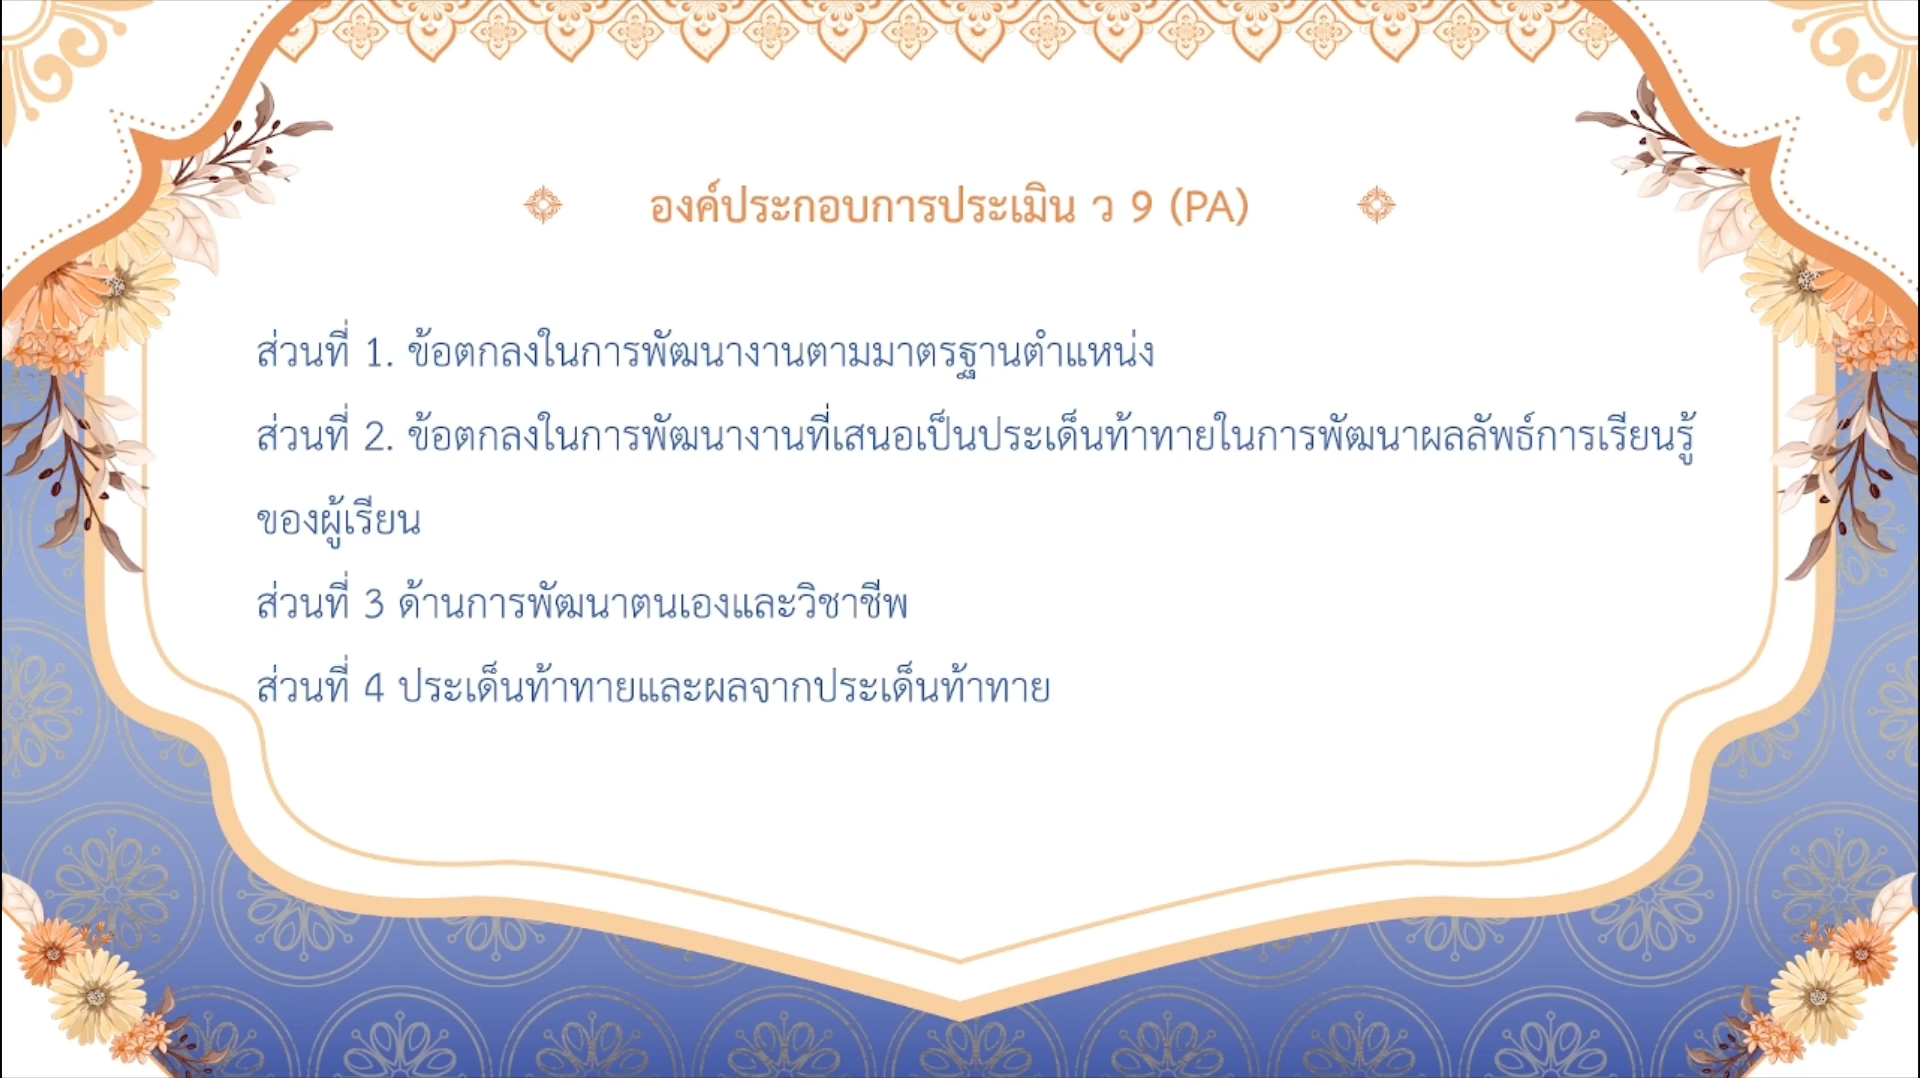 องค์ประกอบการประเมิน ว 9 (PA)
ส่วนที่ 1. ข้อตกลงในการพัฒนางานตามมาตรฐานตำแหน่ง
ส่วนที่ 2. ข้อตกลงในการพัฒนางานที่เสนอเป็นประเด็นท้าทายในการพัฒนาผลลัพธ์การเรียนรู้
ของผู้เรียน
ส่วนที่ 3 ด้านการพัฒนาตนเองและวิชาชีพ
ส่วนที่ 4 ประเด็นท้าทายและผลจากประเด็นท้าทาย